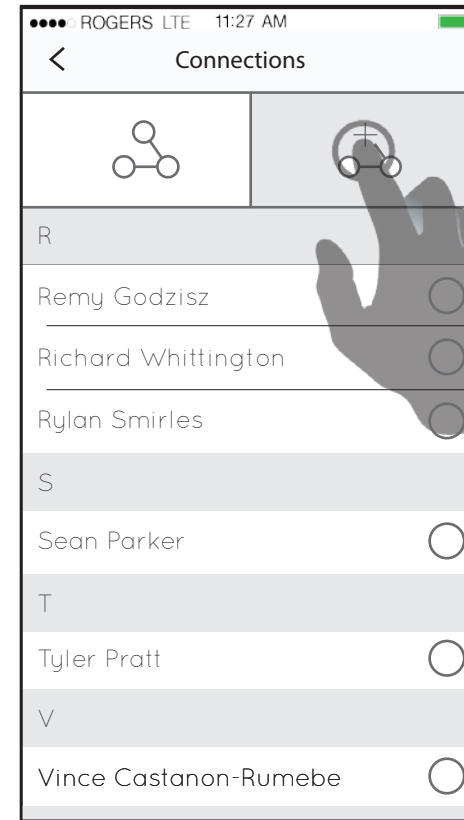 ROGERS LTE 11:27 AM
Connections
R
Remy Godzisz
Richard Whittington
Rylan Smirles
S
Sean Parker
T
Tyler Pratt
V
Vince Castanon-Rumebe